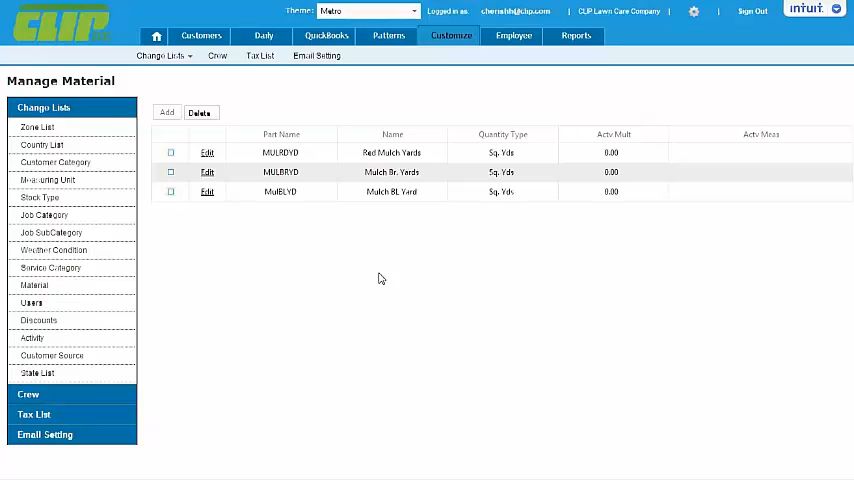 Theme: Metro Logged in as: cherishh@clip.com | CLIP Lawn Care Company | | Sign Out intuit
CLIP
Customers Daily QuickBooks Patterns Customize Employee Reports
Change Lists Crew Tax List Email Setting
Manage Material
Change Lists
Zone List
Country List
Customer Category
Measuring Unit
Stock Type
Job Category
Job SubCategory
Weather Condition
Service Category
Material
Users
Discounts
Activity
Customer Source
State List
Crew
Tax List
Email Setting
Add Delete
Part Name Name Quantity Type Actv Mult Actv Meas
Edit MULRDYD Red Mulch Yards Sq. Yds 0.00
Edit MULBRYD Mulch Br. Yards Sq. Yds 0.00
Edit MulBLYD Mulch BL Yard Sq. Yds 0.00